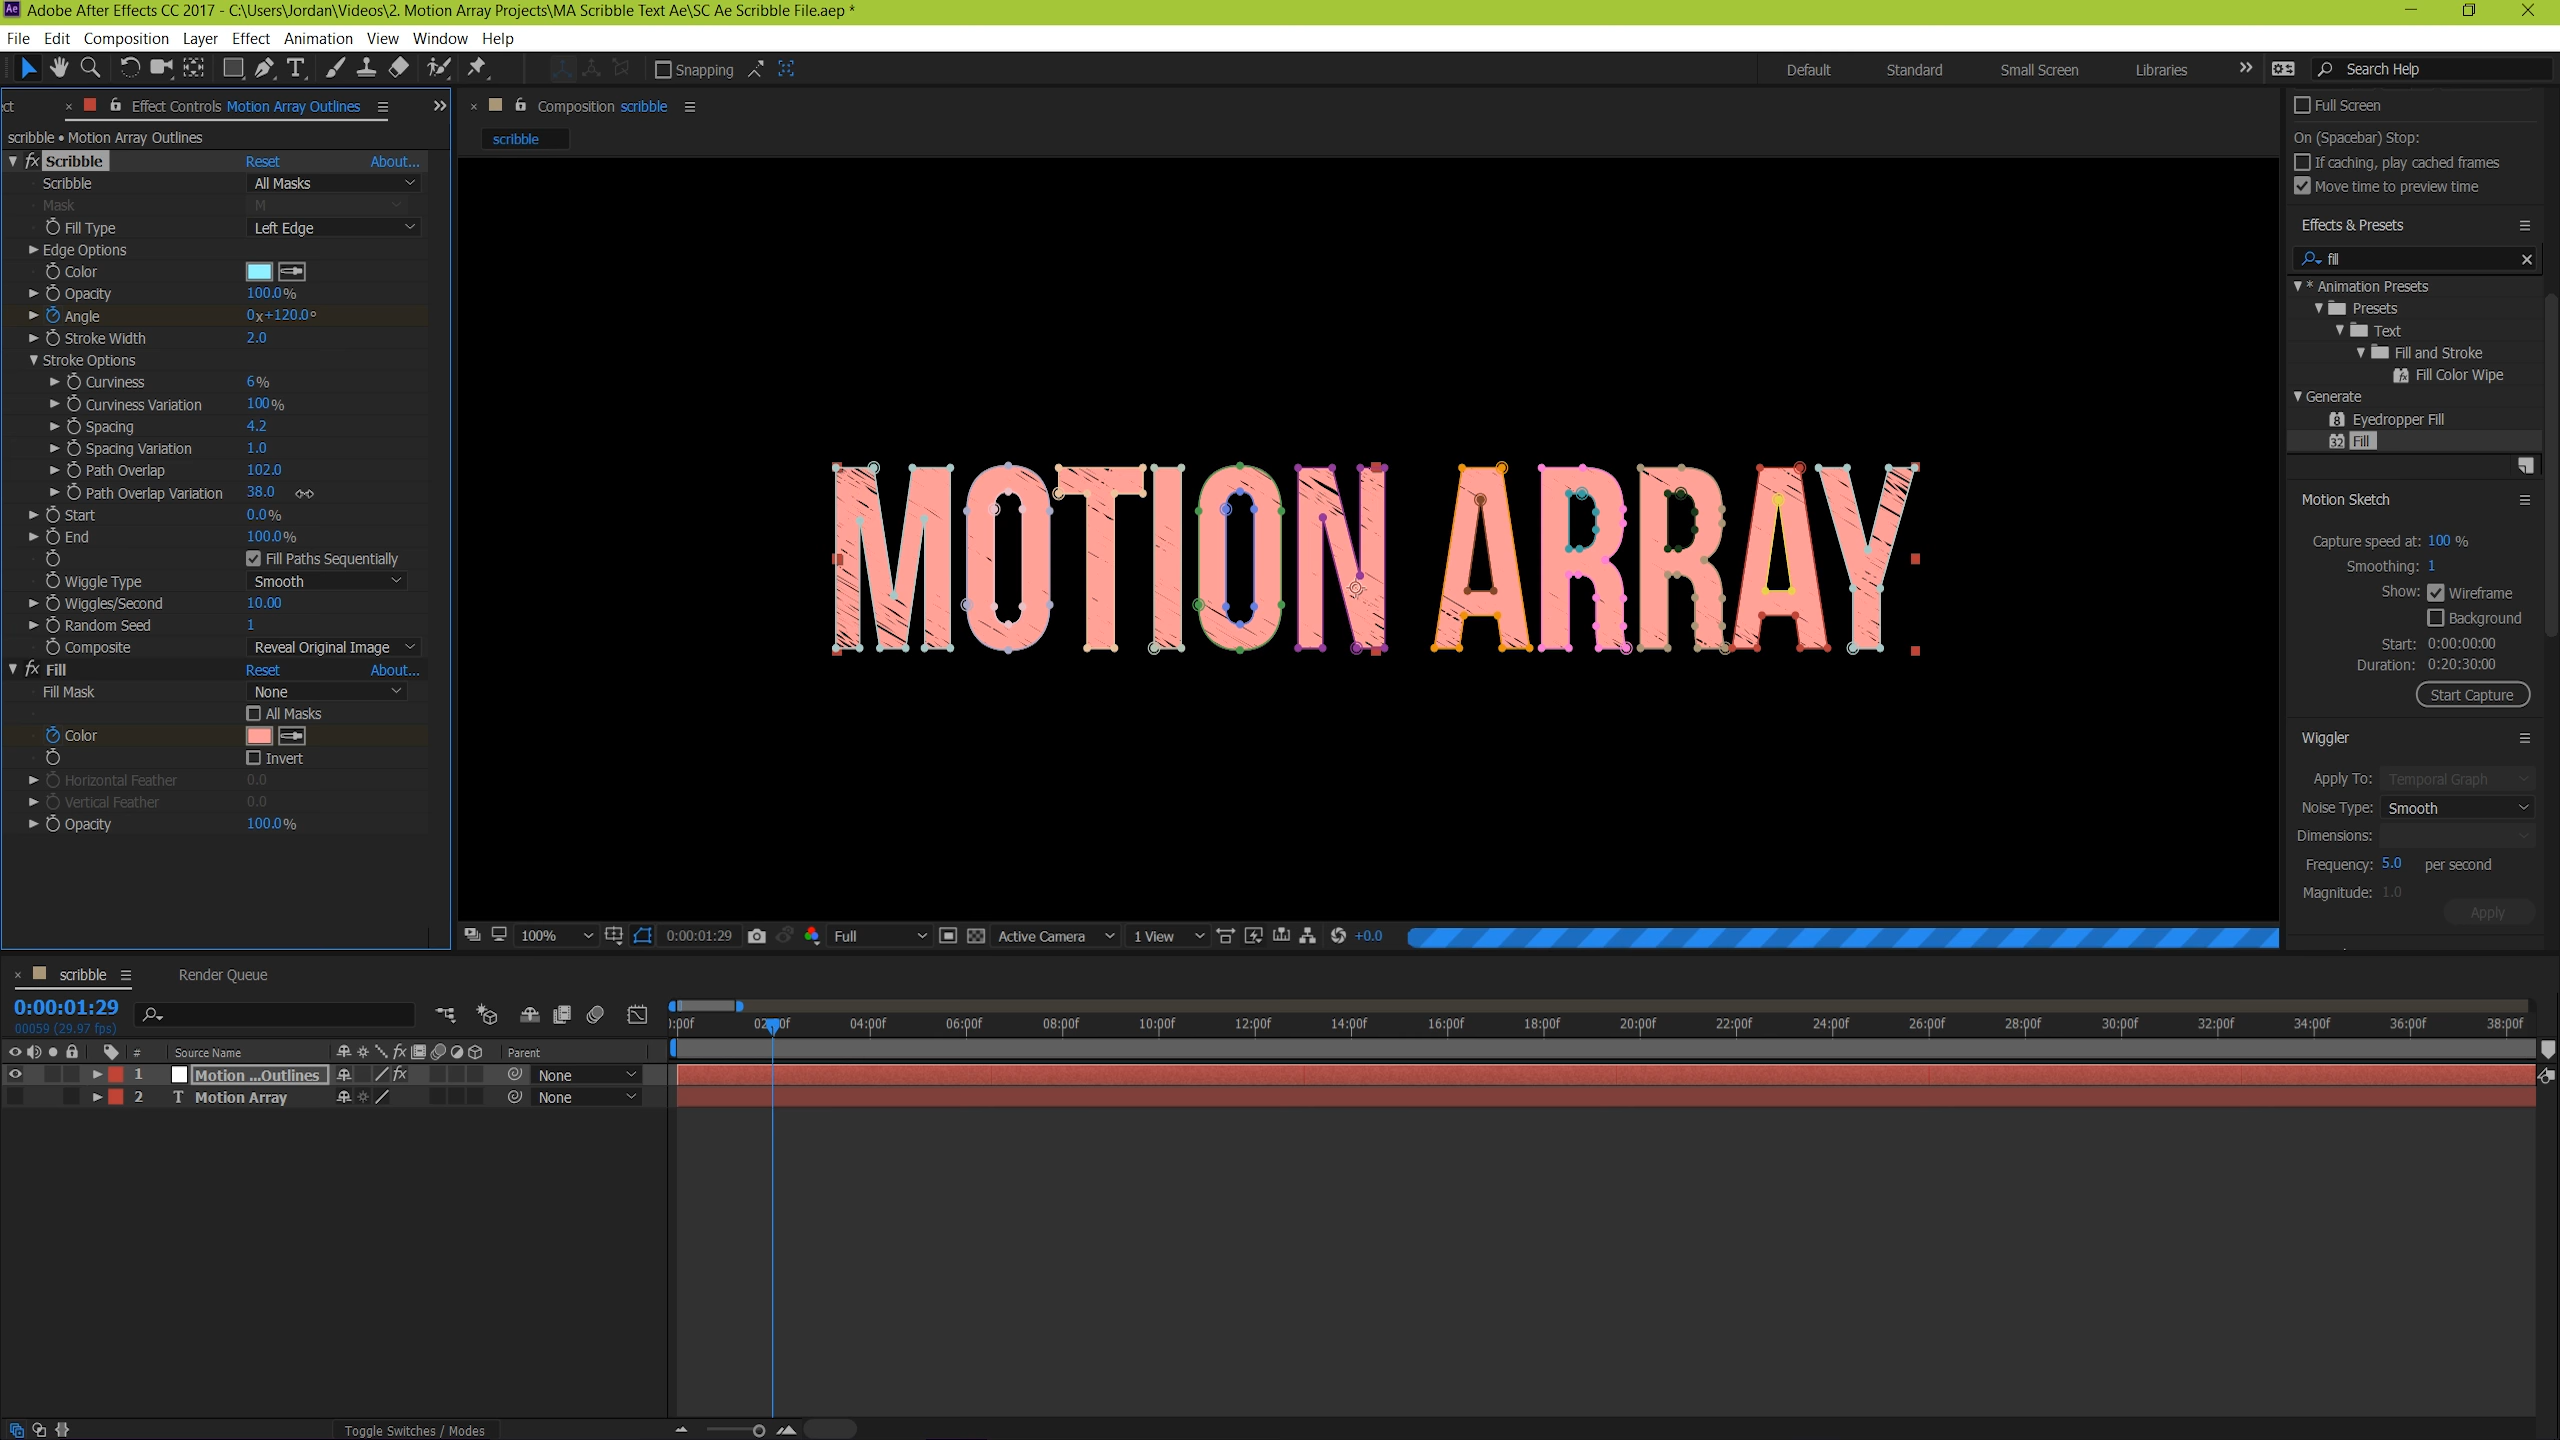 Adobe After Effects CC 2017 - C:\Users\Jordan\Videos\2. Motion Array Projects\MA Scribble Text Ae\SC Ae Scribble File.aep *
File Edit Composition Layer Effect Animation View Window Help
Snapping
Default Standard Small Screen Libraries Search Help
Effect Controls Motion Array Outlines
scribble • Motion Array Outlines
fx Scribble Reset About...
Scribble All Masks
Mask M
Fill Type Left Edge
Edge Options
Color
Opacity 100.0%
Angle 0x+120.0°
Stroke Width 2.0
Stroke Options
Curviness 6%
Curviness Variation 100%
Spacing 4.2
Spacing Variation 1.0
Path Overlap 102.0
Path Overlap Variation 38.0
Start 0.0%
End 100.0%
Fill Paths Sequentially
Wiggle Type Smooth
Wiggles/Second 10.00
Random Seed 1
Composite Reveal Original Image
fx Fill Reset About...
Fill Mask None
All Masks
Color
Invert
Horizontal Feather 0.0
Vertical Feather 0.0
Opacity 100.0%
Composition scribble
scribble
MOTION ARRAY
100% 0:00:01:29 Full Active Camera 1 View +0.0
Full Screen
On (Spacebar) Stop:
If caching, play cached frames
Move time to preview time
Effects & Presets
fill
* Animation Presets
Presets
Text
Fill and Stroke
Fill Color Wipe
Generate
Eyedropper Fill
Fill
Motion Sketch
Capture speed at: 100 %
Smoothing: 1
Show: Wireframe
Background
Start: 0:00:00:00
Duration: 0:20:30:00
Start Capture
Wiggler
Apply To: Temporal Graph
Noise Type: Smooth
Dimensions:
Frequency: 5.0 per second
Magnitude: 1.0
Apply
scribble Render Queue
0:00:01:29
00059 (29.97 fps)
04:00f 06:00f 08:00f 10:00f 12:00f 14:00f 16:00f 18:00f 20:00f 22:00f 24:00f 26:00f 28:00f 30:00f 32:00f 34:00f 36:00f 38:00f
# Source Name fx Parent
1 Motion ...Outlines fx None
2 T Motion Array None
Toggle Switches / Modes